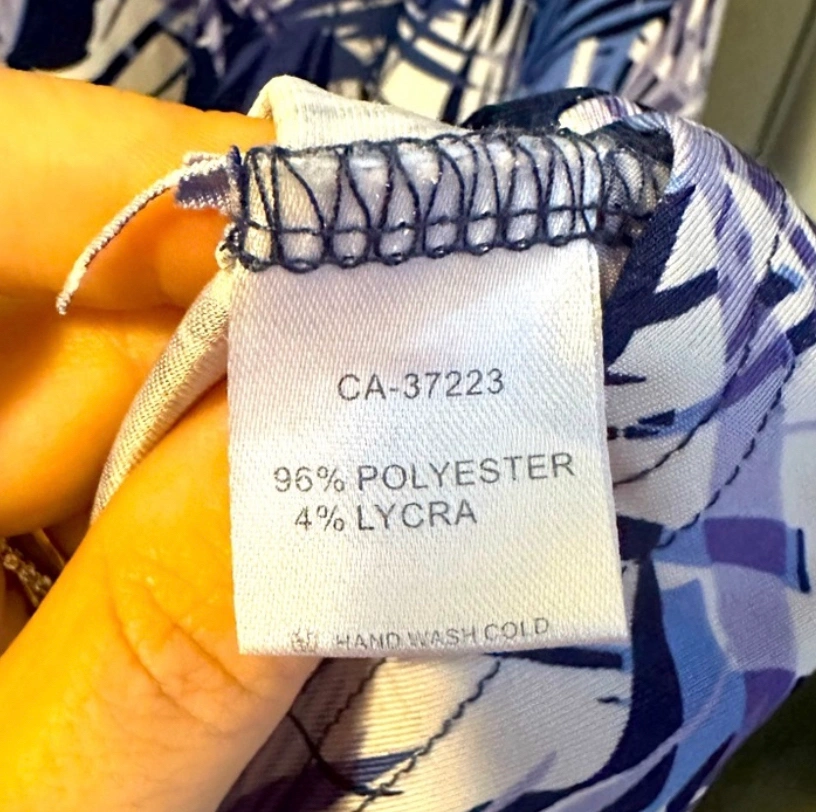 CA-37223
96% POLYESTER
4% LYCRA
HAND WASH COLD